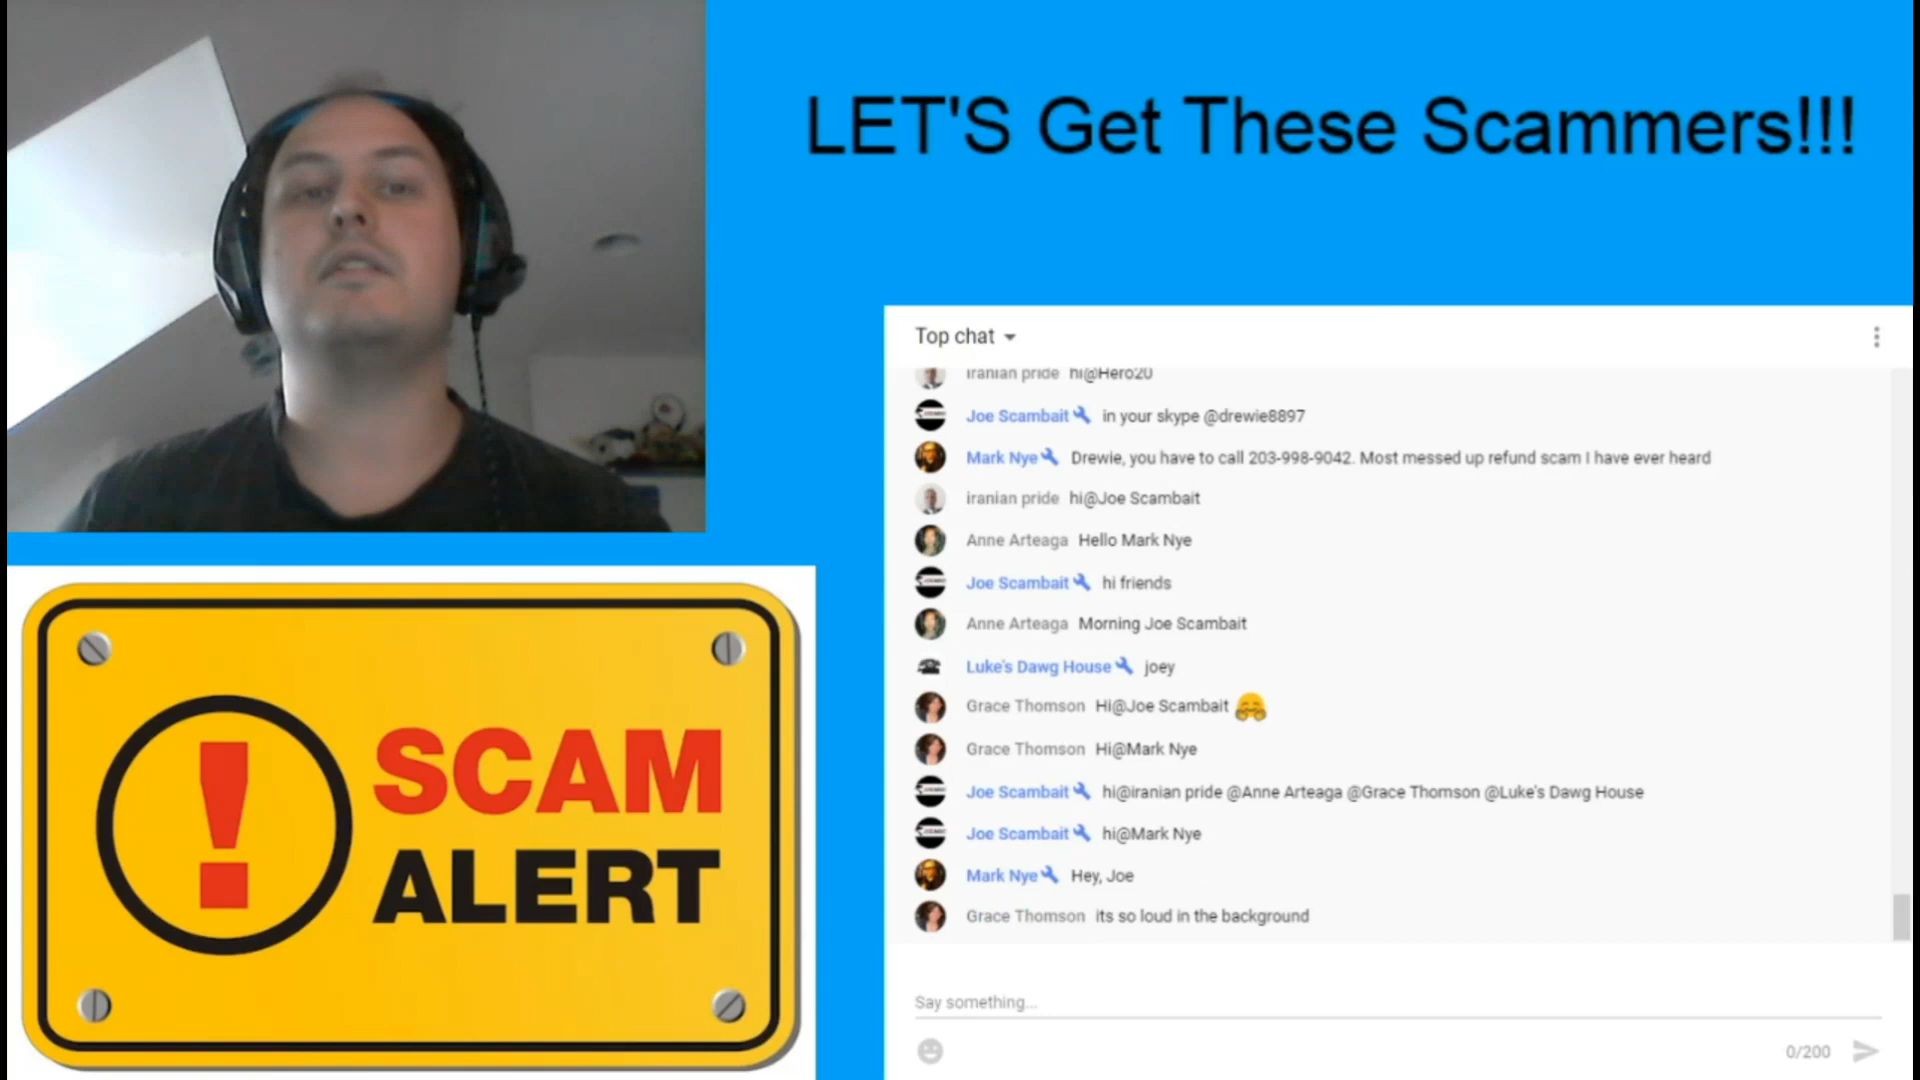 LET'S Get These Scammers!!!
Top chat
iranian pride hi@Hero20
Joe Scambait in your skype @drewie8897
Mark Nye Drewie, you have to call 203-998-9042. Most messed up refund scam I have ever heard
iranian pride hi@Joe Scambait
Anne Arteaga Hello Mark Nye
Joe Scambait hi friends
Anne Arteaga Morning Joe Scambait
Luke's Dawg House joey
Grace Thomson Hi@Joe Scambait
Grace Thomson Hi@Mark Nye
Joe Scambait hi@iranian pride @Anne Arteaga @Grace Thomson @Luke's Dawg House
Joe Scambait hi@Mark Nye
Mark Nye Hey, Joe
Grace Thomson its so loud in the background
Say something...
0/200
!
SCAM
ALERT